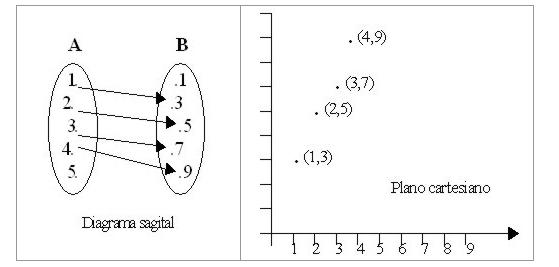 A B
1. .1
2. .3
3. .5
4. .7
5. .9
Diagrama sagital
. (4,9)
. (3,7)
. (2,5)
. (1,3)
Plano cartesiano
1 2 3 4 5 6 7 8 9